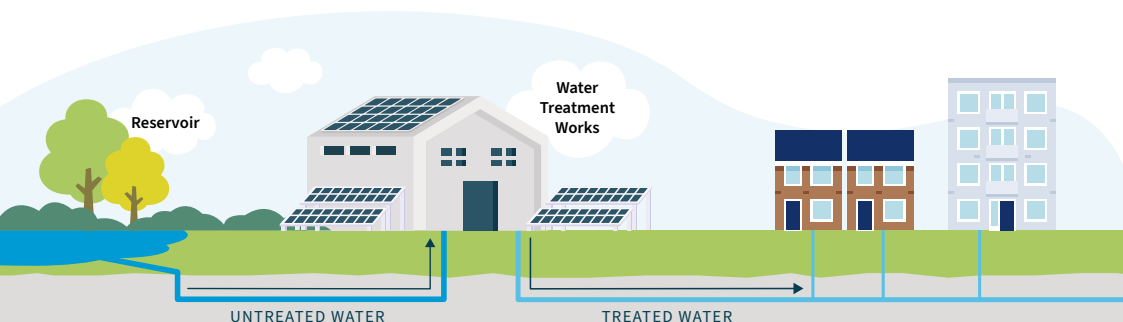 Reservoir
Water
Treatment
Works
UNTREATED WATER
TREATED WATER